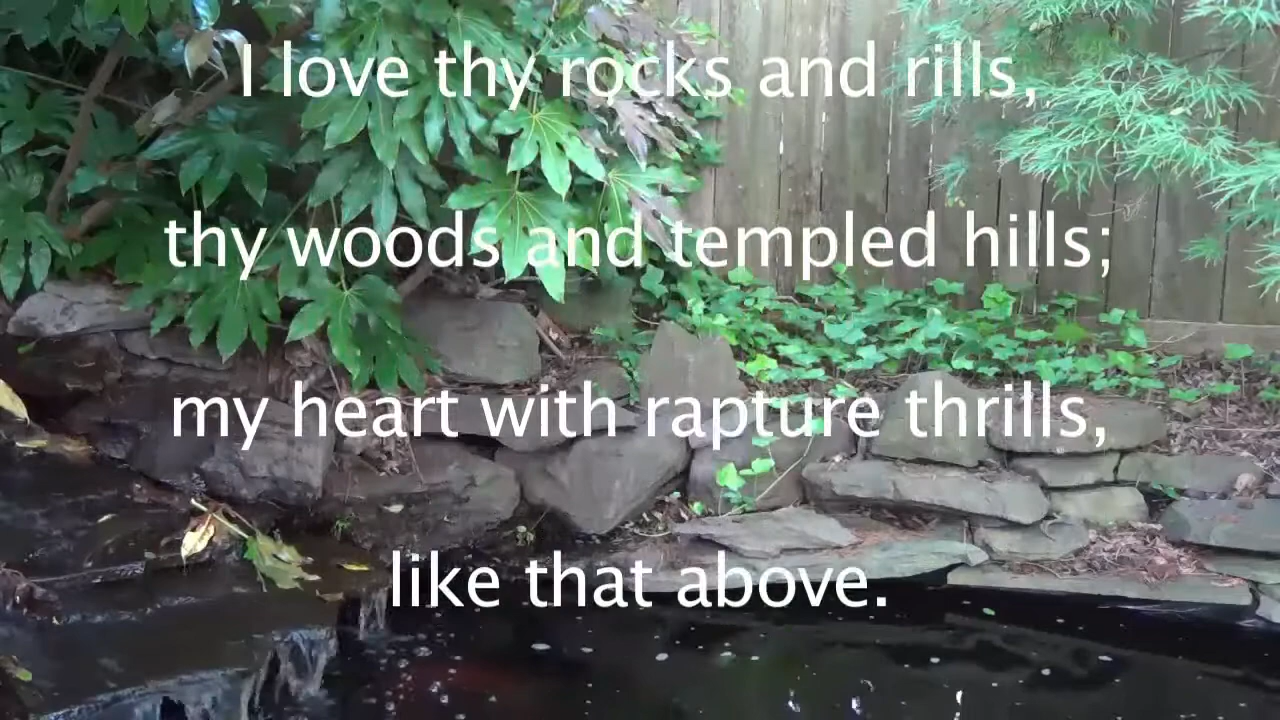 I love thy rocks and rills,
thy woods and templed hills;
my heart with rapture thrills,
like that above.